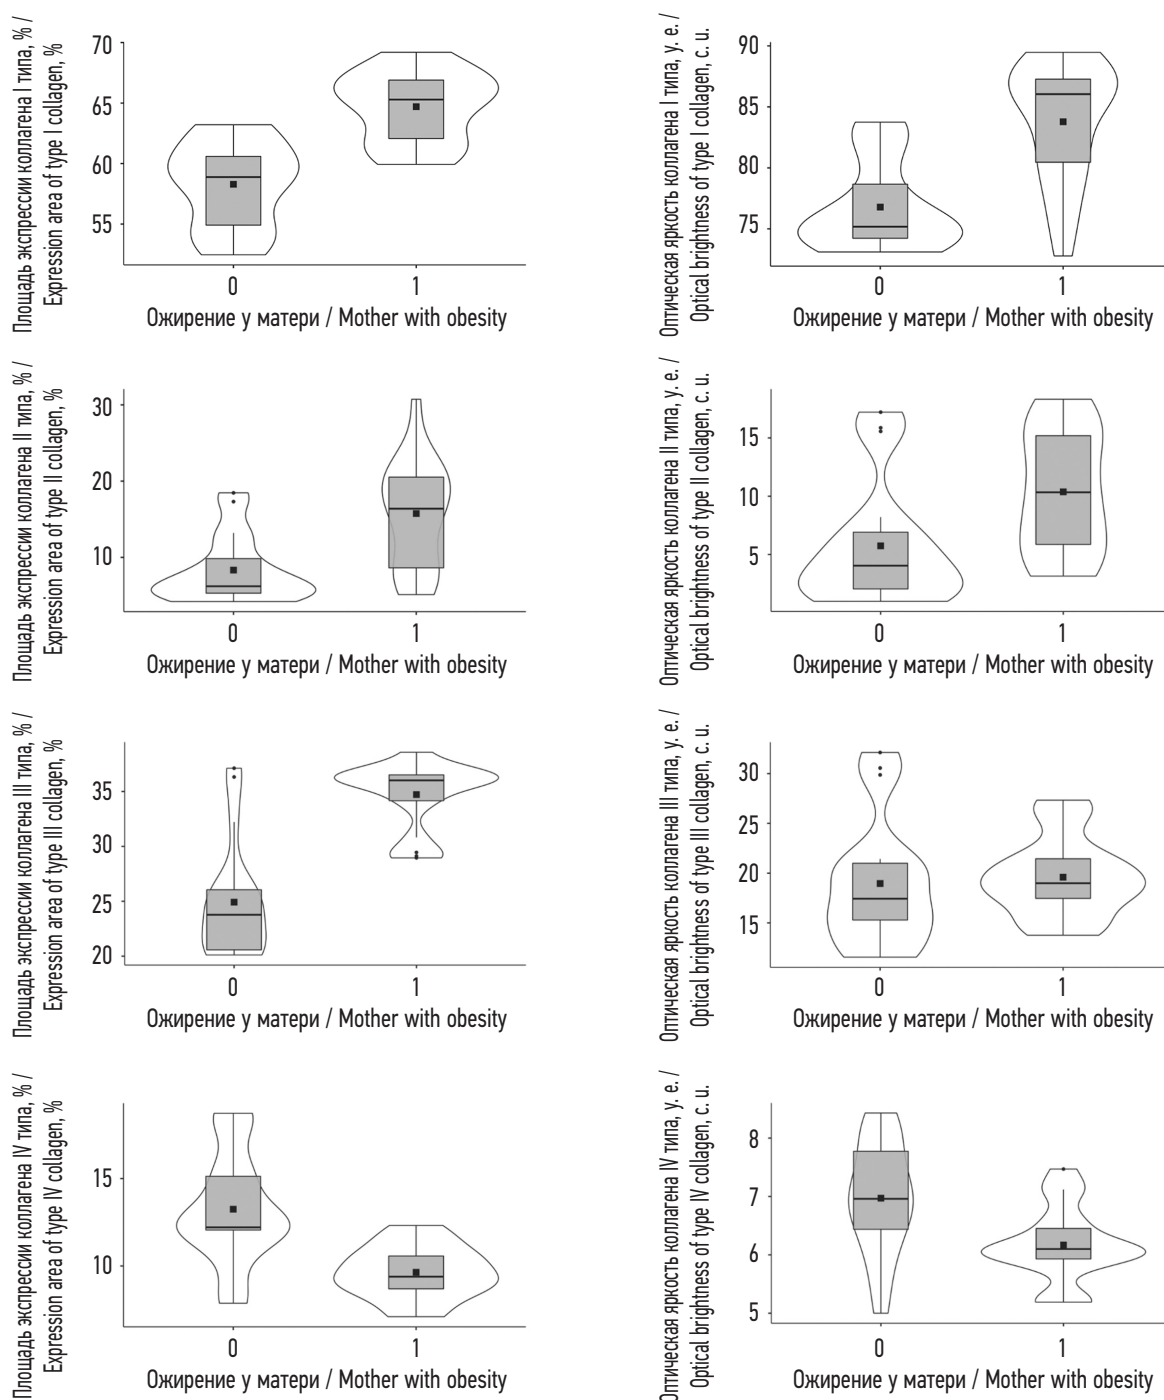 Площадь экспрессии коллагена I типа, % /
Expression area of type I collagen, %
70
65
60
55
0
1
Ожирение у матери / Mother with obesity
Оптическая яркость коллагена I типа, у. е. /
Optical brightness of type I collagen, c. u.
90
85
80
75
0
1
Ожирение у матери / Mother with obesity
Площадь экспрессии коллагена II типа, % /
Expression area of type II collagen, %
30
20
10
0
1
Ожирение у матери / Mother with obesity
Оптическая яркость коллагена II типа, у. е. /
Optical brightness of type II collagen, c. u.
15
10
5
0
1
Ожирение у матери / Mother with obesity
Площадь экспрессии коллагена III типа, % /
Expression area of type III collagen, %
35
30
25
20
0
1
Ожирение у матери / Mother with obesity
Оптическая яркость коллагена III типа, у. е. /
Optical brightness of type III collagen, c. u.
30
25
20
15
0
1
Ожирение у матери / Mother with obesity
Площадь экспрессии коллагена IV типа, % /
Expression area of type IV collagen, %
15
10
0
1
Ожирение у матери / Mother with obesity
Оптическая яркость коллагена IV типа, у. е. /
Optical brightness of type IV collagen, c. u.
8
7
6
5
0
1
Ожирение у матери / Mother with obesity